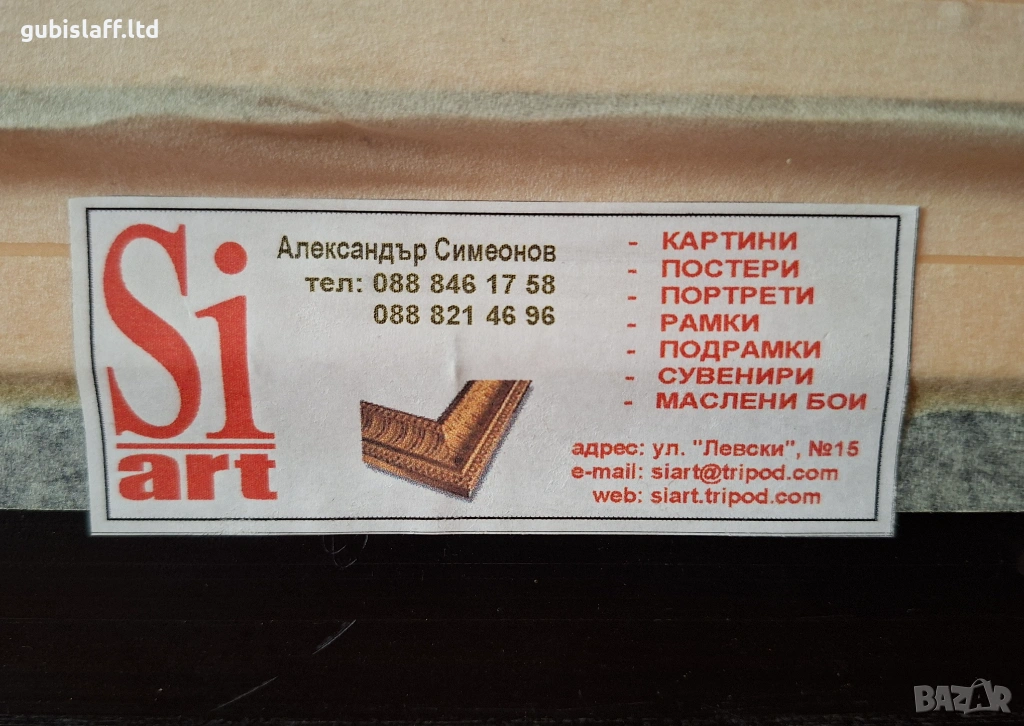 gubislaff.ltd
Si
art
Александър Симеонов
тел: 088 846 17 58
088 821 46 96
- КАРТИНИ
- ПОСТЕРИ
- ПОРТРЕТИ
- РАМКИ
- ПОДРАМКИ
- СУВЕНИРИ
- МАСЛЕНИ БОИ
адрес: ул. "Левски", №15
e-mail: siart@tripod.com
web: siart.tripod.com
BAZAR